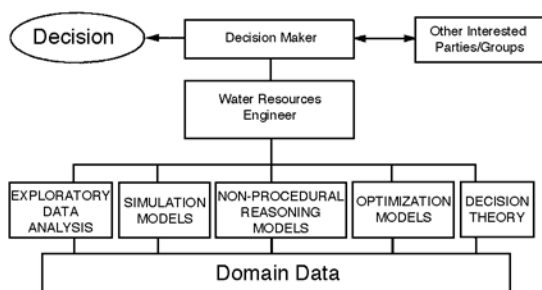 Decision
Decision Maker
Other Interested
Parties/Groups
Water Resources
Engineer
EXPLORATORY
DATA
ANALYSIS
SIMULATION
MODELS
NON-PROCEDURAL
REASONING
MODELS
OPTIMIZATION
MODELS
DECISION
THEORY
Domain Data